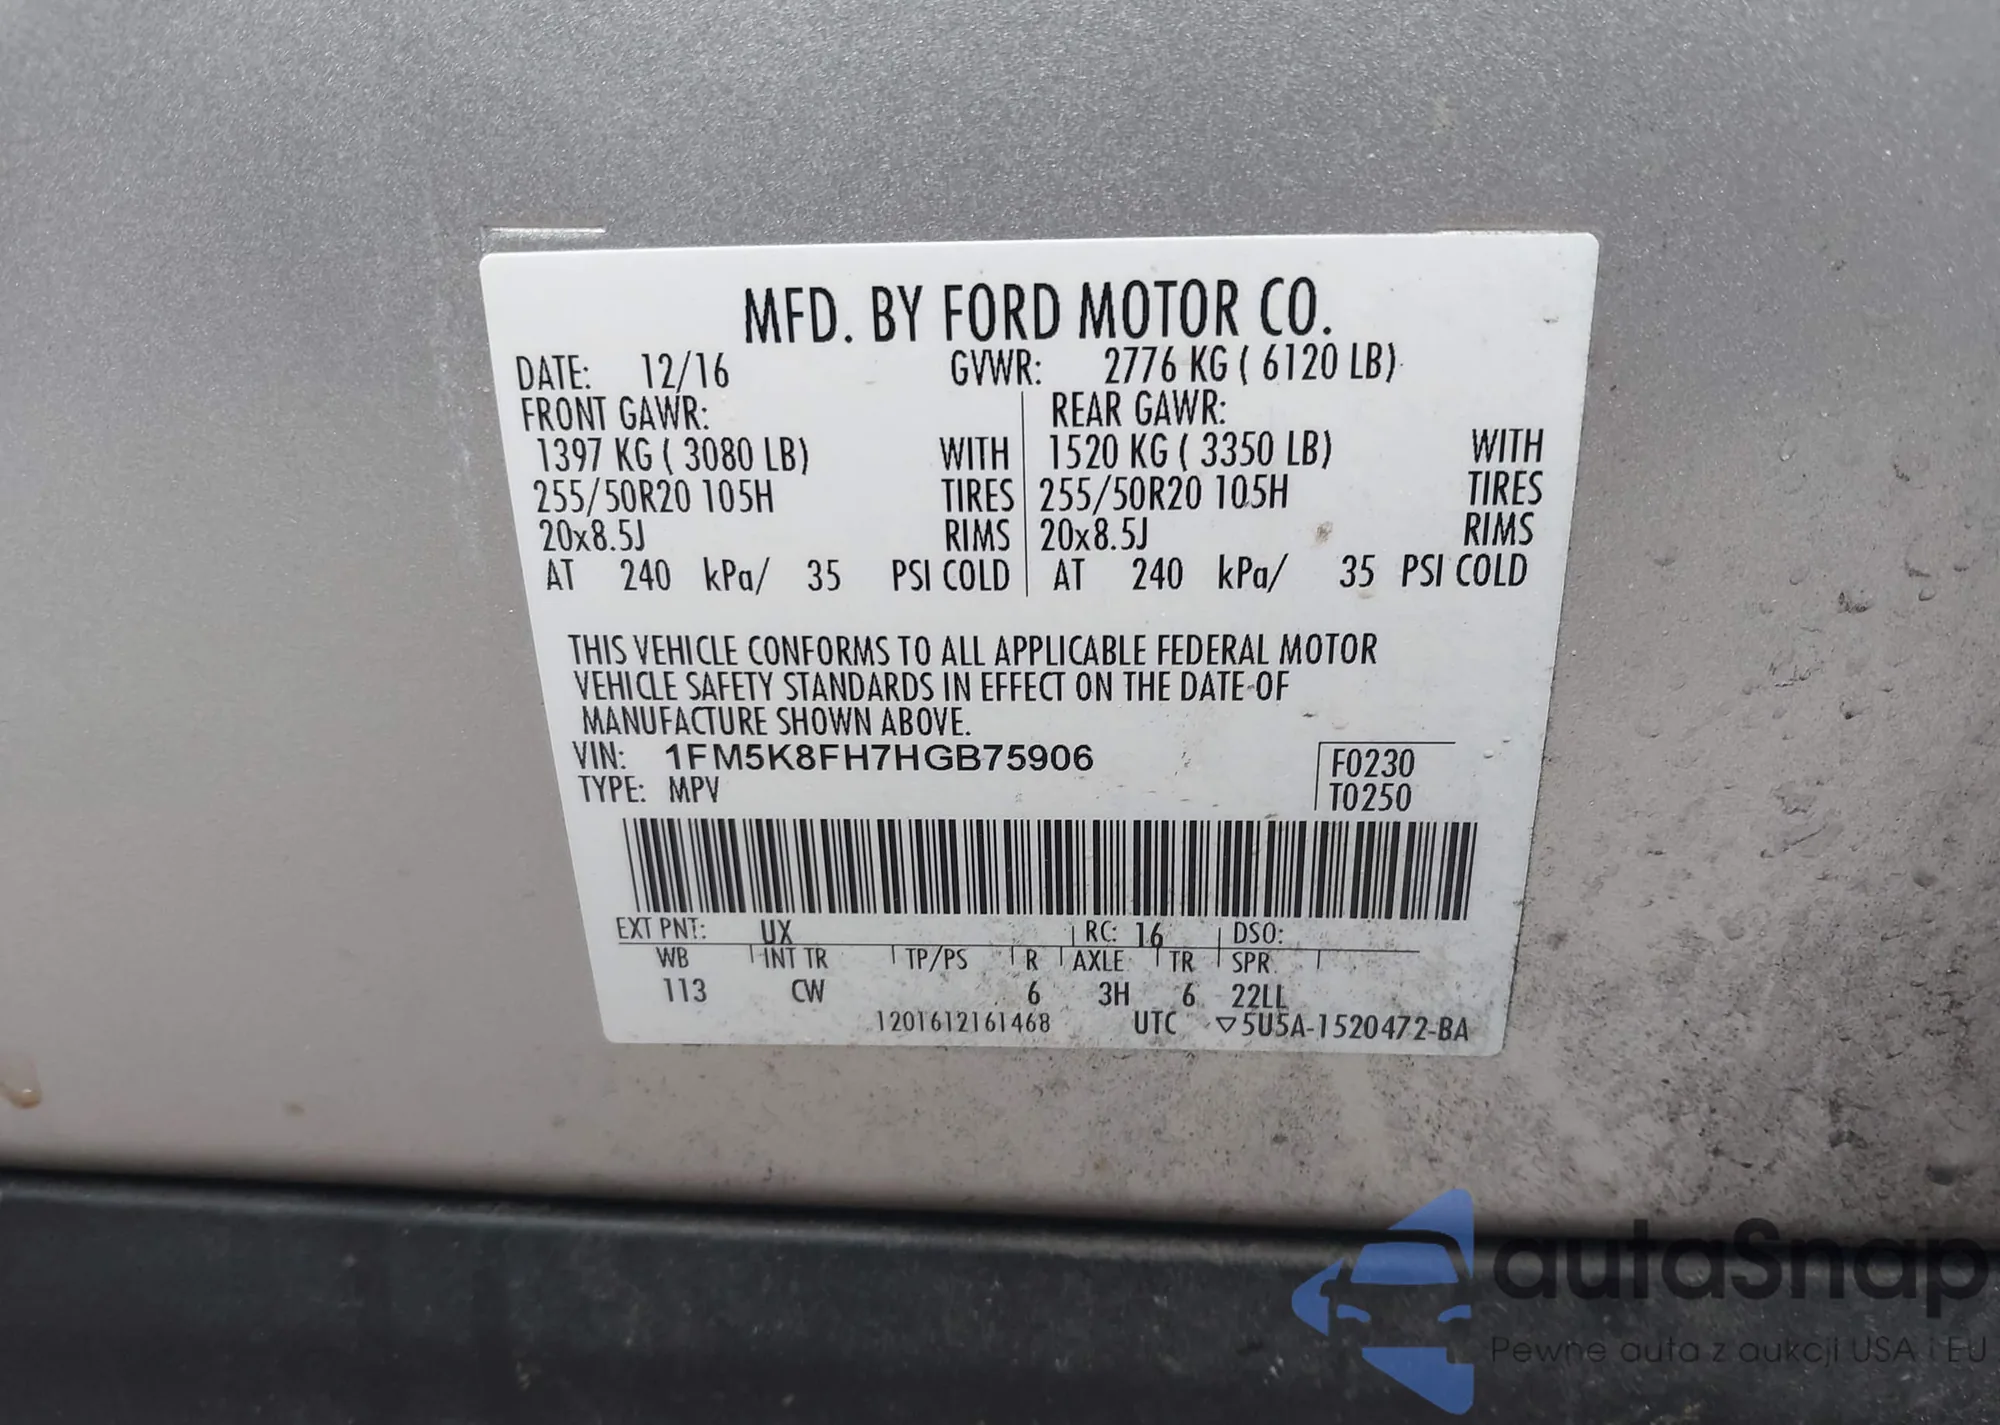 MFD. BY FORD MOTOR CO.
DATE: 12/16 GVWR: 2776 KG ( 6120 LB)
FRONT GAWR: REAR GAWR:
1397 KG ( 3080 LB) WITH 1520 KG ( 3350 LB) WITH
255/50R20 105H TIRES 255/50R20 105H TIRES
20x8.5J RIMS 20x8.5J RIMS
AT 240 kPa/ 35 PSI COLD AT 240 kPa/ 35 PSI COLD
THIS VEHICLE CONFORMS TO ALL APPLICABLE FEDERAL MOTOR
VEHICLE SAFETY STANDARDS IN EFFECT ON THE DATE OF
MANUFACTURE SHOWN ABOVE.
VIN: 1FM5K8FH7HGB75906 F0230
TYPE: MPV T0250
EXT PNT: UX RC: 16 DSO:
WB INT TR TP/PS R AXLE TR SPR
113 CW 6 3H 6 22LL
1201612161468 UTC ▽5U5A-1520472-BA
autaSnap
Pewne auta z aukcji USA i EU